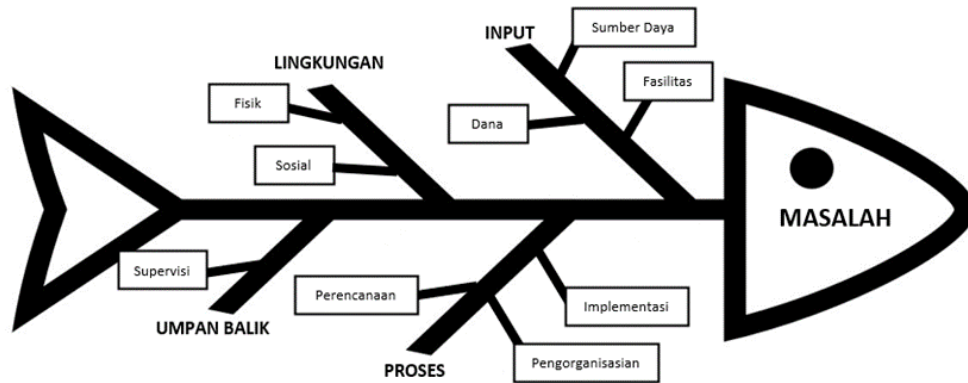 INPUT
Sumber Daya
LINGKUNGAN
Fasilitas
Fisik
Dana
Sosial
MASALAH
Supervisi
Perencanaan
Implementasi
UMPAN BALIK
Pengorganisasian
PROSES